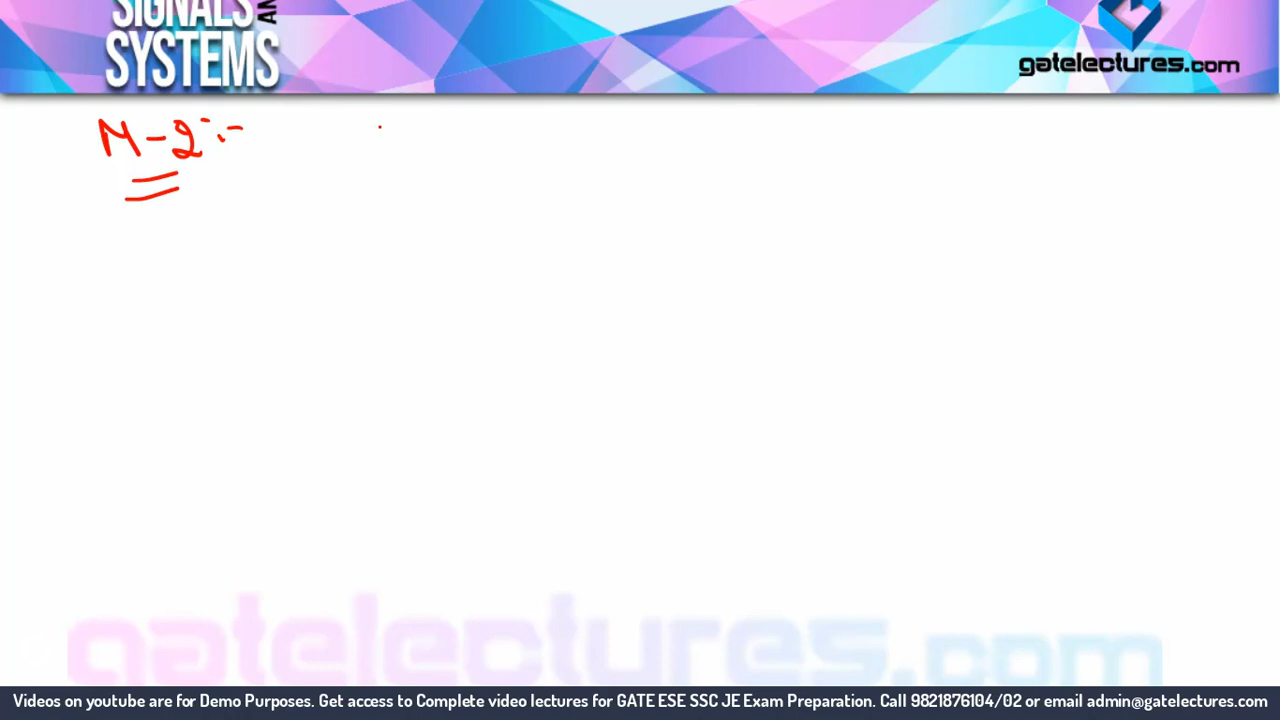 SIGNALS AND
SYSTEMS
gatelectures.com
M-2:-
gatelectures.com
Videos on youtube are for Demo Purposes. Get access to Complete video lectures for GATE ESE SSC JE Exam Preparation. Call 9821876104/02 or email admin@gatelectures.com